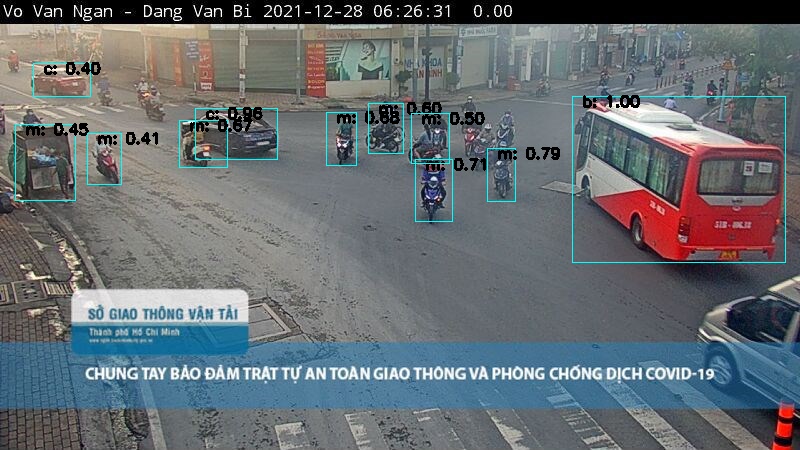 Vo Van Ngan - Dang Van Bi 2021-12-28 06:26:31 0.00
c: 0.40
b: 1.00
c: 0.96
m: 0.60
m: 0.50
m: 0.45
m: 0.41
m: 0.67
m: 0.71
m: 0.79
SỞ GIAO THÔNG VẬN TẢI
Thành phố Hồ Chí Minh
CHUNG TAY BẢO ĐẢM TRẬT TỰ AN TOÀN GIAO THÔNG VÀ PHÒNG CHỐNG DỊCH COVID-19